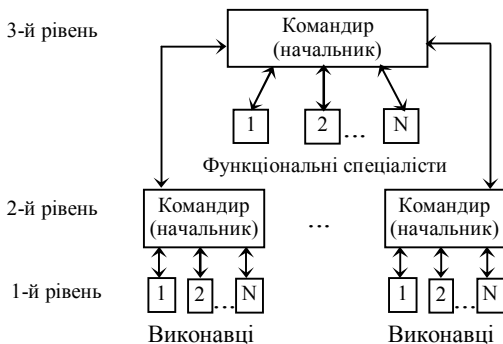 3-й рівень
Командир
(начальник)
1 2 ... N
Функціональні спеціалісти
2-й рівень
Командир
(начальник)
...
Командир
(начальник)
1-й рівень
1 2 ... N
1 2 ... N
Виконавці
Виконавці